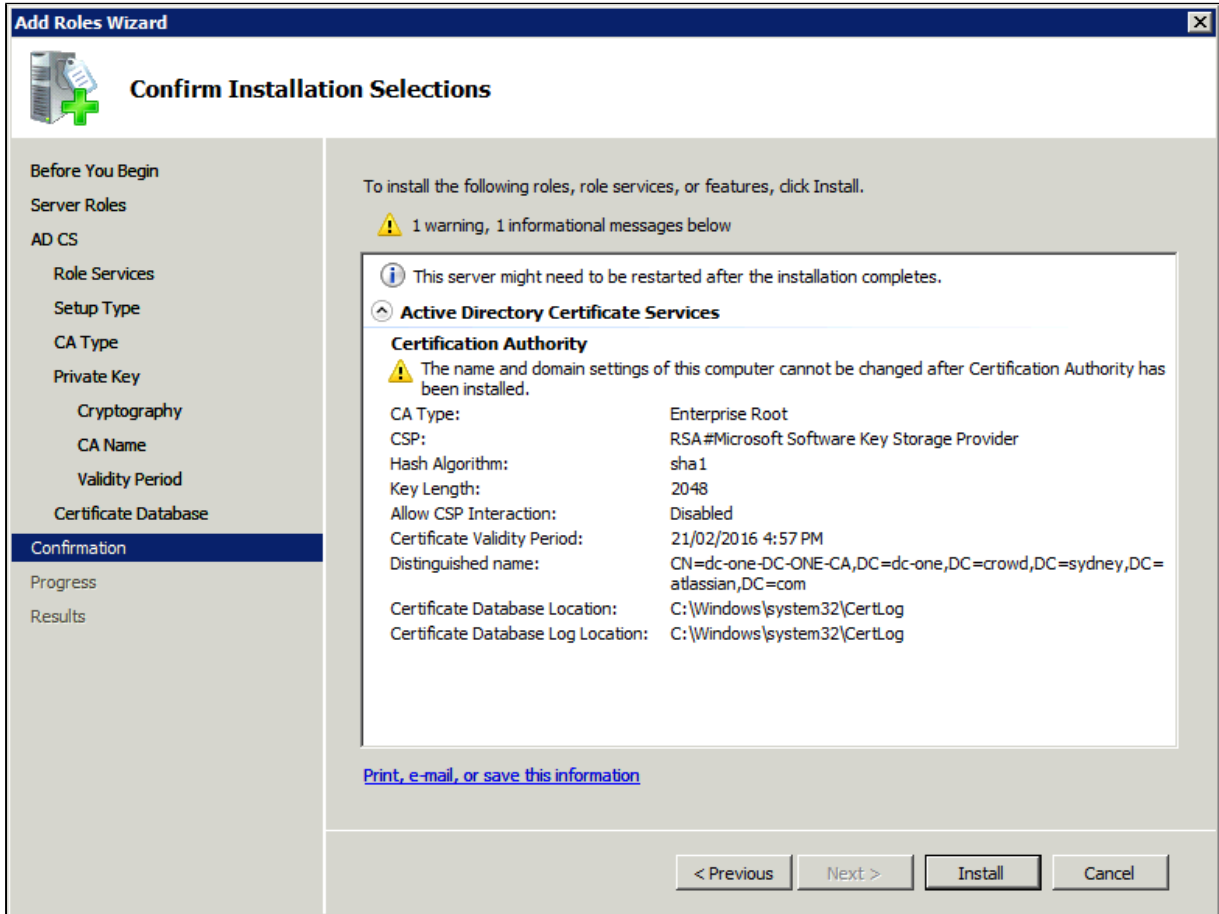 Add Roles Wizard
Confirm Installation Selections
Before You Begin
Server Roles
AD CS
Role Services
Setup Type
CA Type
Private Key
Cryptography
CA Name
Validity Period
Certificate Database
Confirmation
Progress
Results
To install the following roles, role services, or features, click Install.
1 warning, 1 informational messages below
This server might need to be restarted after the installation completes.
Active Directory Certificate Services
Certification Authority
The name and domain settings of this computer cannot be changed after Certification Authority has
been installed.
CA Type: Enterprise Root
CSP: RSA#Microsoft Software Key Storage Provider
Hash Algorithm: sha1
Key Length: 2048
Allow CSP Interaction: Disabled
Certificate Validity Period: 21/02/2016 4:57 PM
Distinguished name: CN=dc-one-DC-ONE-CA,DC=dc-one,DC=crowd,DC=sydney,DC=
atlassian,DC=com
Certificate Database Location: C:\Windows\system32\CertLog
Certificate Database Log Location: C:\Windows\system32\CertLog
Print, e-mail, or save this information
< Previous Next > Install Cancel